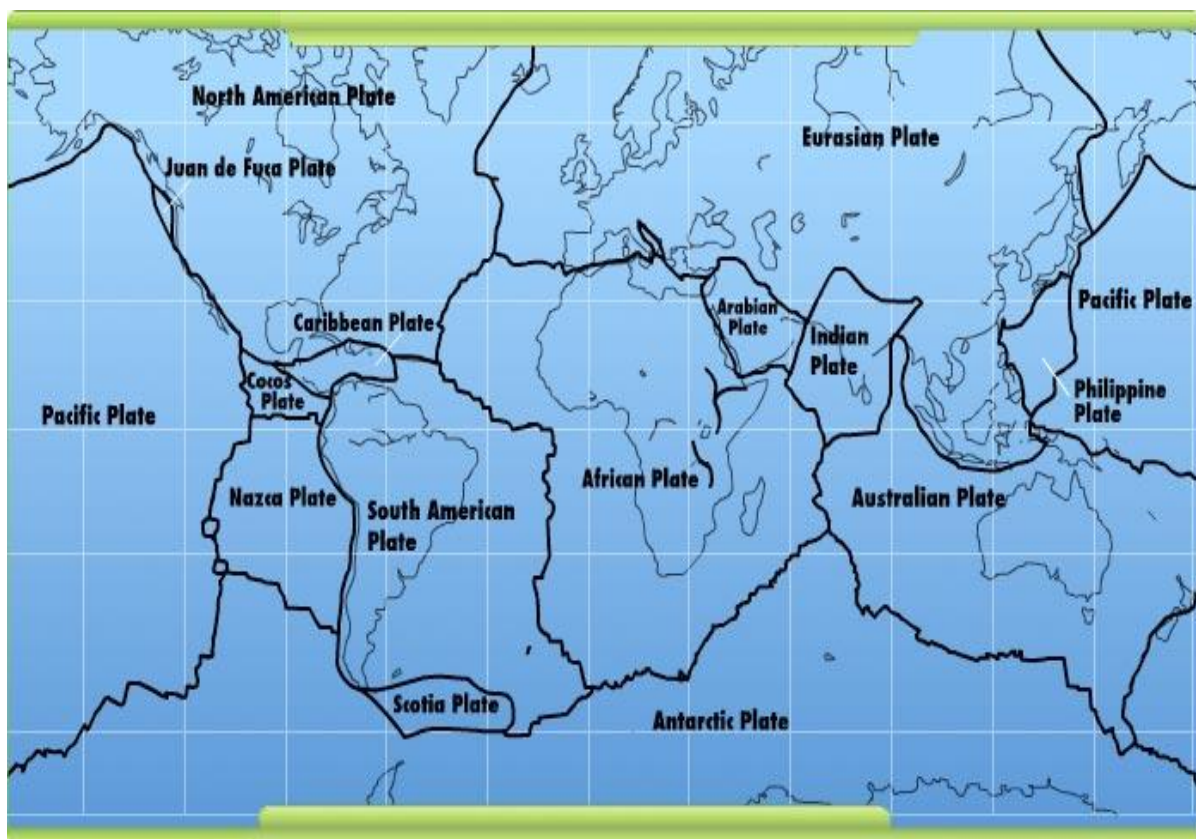 North American Plate
Eurasian Plate
Juan de Fuca Plate
Pacific Plate
Arabian
Plate
Caribbean Plate
Indian
Plate
Cocos
Plate
Philippine
Plate
Pacific Plate
African Plate
Nazca Plate
Australian Plate
South American
Plate
Scotia Plate
Antarctic Plate